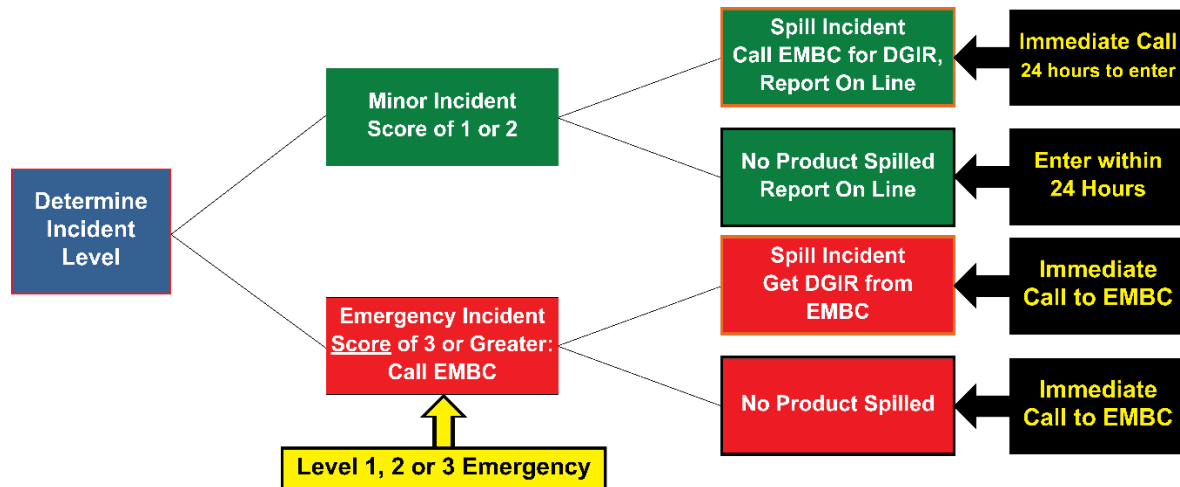 Determine
Incident
Level
Minor Incident
Score of 1 or 2
Spill Incident
Call EMBC for DGIR,
Report On Line
Immediate Call
24 hours to enter
No Product Spilled
Report On Line
Enter within
24 Hours
Emergency Incident
Score of 3 or Greater:
Call EMBC
Spill Incident
Get DGIR from
EMBC
Immediate
Call to EMBC
No Product Spilled
Immediate
Call to EMBC
Level 1, 2 or 3 Emergency